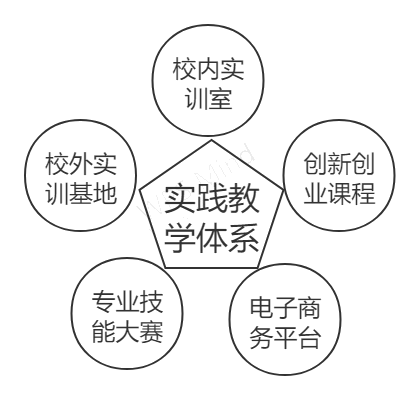 校内实
训室
校外实
训基地
创新创
业课程
实践教
学体系
专业技
能大赛
电子商
务平台